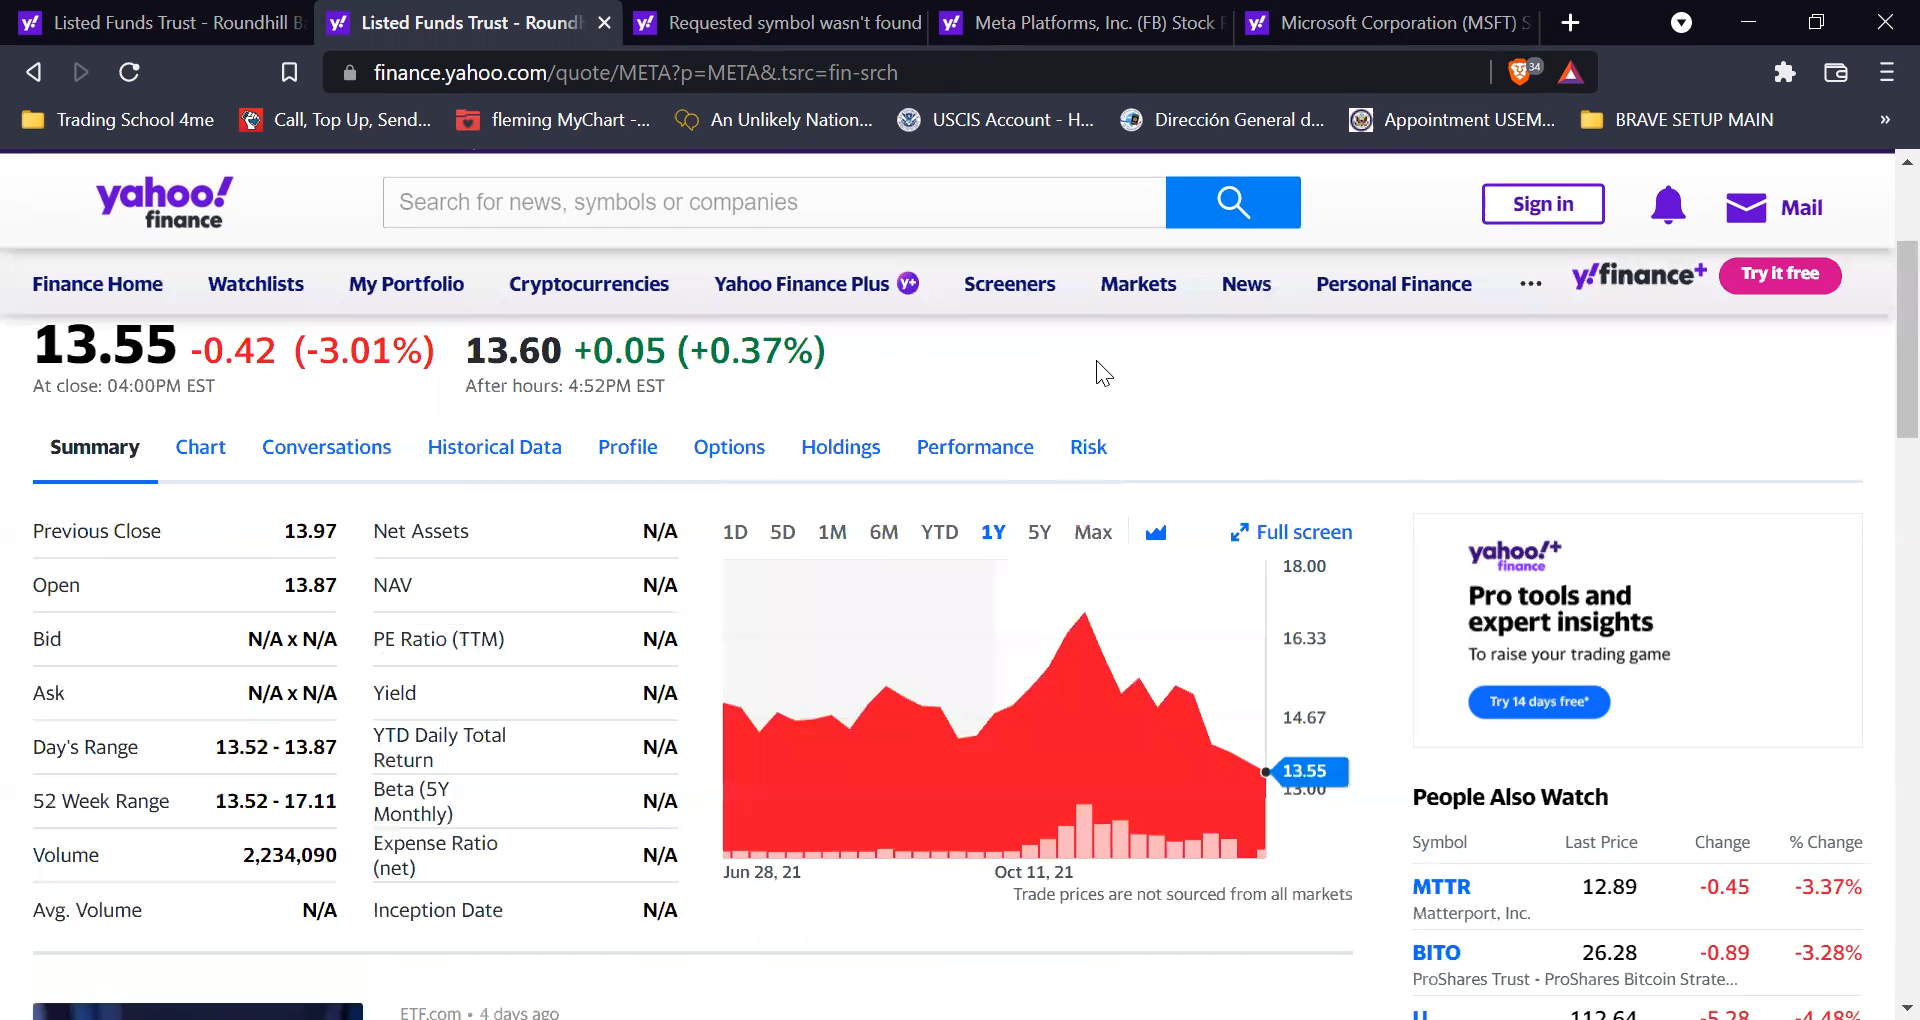 Listed Funds Trust - Roundhill B
Listed Funds Trust - Roundh
Requested symbol wasn't found
Meta Platforms, Inc. (FB) Stock P
Microsoft Corporation (MSFT) S
finance.yahoo.com/quote/META?p=META&.tsrc=fin-srch
34
Trading School 4me
Call, Top Up, Send...
fleming MyChart -...
An Unlikely Nation...
USCIS Account - H...
Dirección General d...
Appointment USEM...
BRAVE SETUP MAIN
»
yahoo!
finance
Search for news, symbols or companies
Sign in
Mail
Finance Home
Watchlists
My Portfolio
Cryptocurrencies
Yahoo Finance Plus
Screeners
Markets
News
Personal Finance
...
y!finance+
Try it free
13.55 -0.42 (-3.01%)
13.60 +0.05 (+0.37%)
At close: 04:00PM EST
After hours: 4:52PM EST
Summary
Chart
Conversations
Historical Data
Profile
Options
Holdings
Performance
Risk
Previous Close 13.97
Open 13.87
Bid N/A x N/A
Ask N/A x N/A
Day's Range 13.52 - 13.87
52 Week Range 13.52 - 17.11
Volume 2,234,090
Avg. Volume N/A
Net Assets N/A
NAV N/A
PE Ratio (TTM) N/A
Yield N/A
YTD Daily Total
Return N/A
Beta (5Y
Monthly) N/A
Expense Ratio
(net) N/A
Inception Date N/A
1D 5D 1M 6M YTD 1Y 5Y Max
Full screen
18.00
16.33
14.67
13.55
13.00
Jun 28, 21
Oct 11, 21
Trade prices are not sourced from all markets
yahoo!+
finance
Pro tools and
expert insights
To raise your trading game
Try 14 days free*
People Also Watch
Symbol Last Price Change % Change
MTTR 12.89 -0.45 -3.37%
Matterport, Inc.
BITO 26.28 -0.89 -3.28%
ProShares Trust - ProShares Bitcoin Strate...
U 112.64 -5.28 -4.48%
ETF.com • 4 days ago